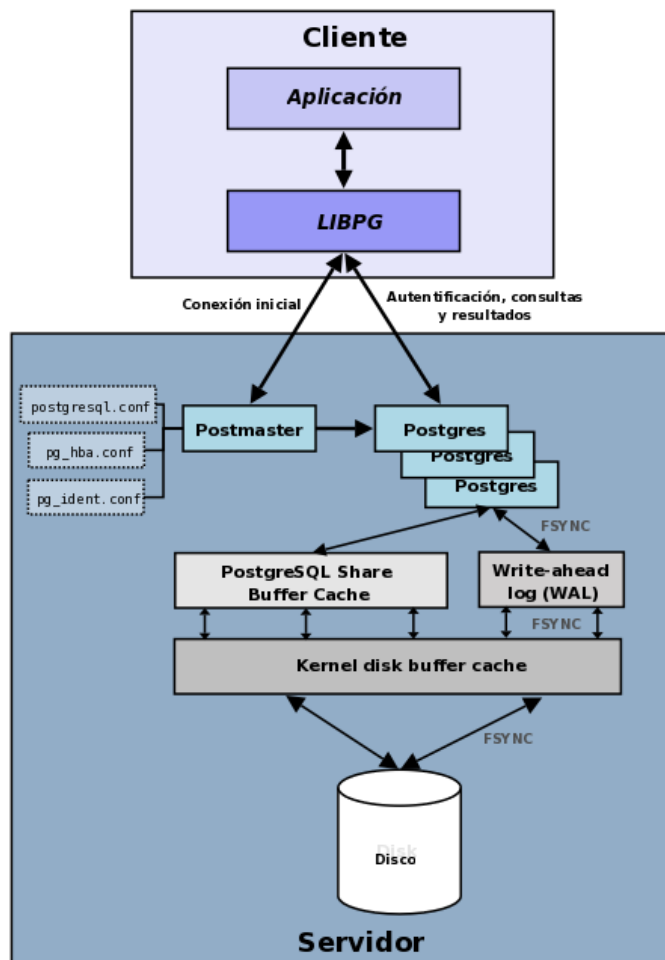 Cliente
Aplicación
LIBPG
Conexión inicial
Autentificación, consultas
y resultados
postgresql.conf
pg_hba.conf
pg_ident.conf
Postmaster
Postgres
Postgres
Postgres
FSYNC
PostgreSQL Share
Buffer Cache
Write-ahead
log (WAL)
FSYNC
Kernel disk buffer cache
FSYNC
Disk
Disco
Servidor